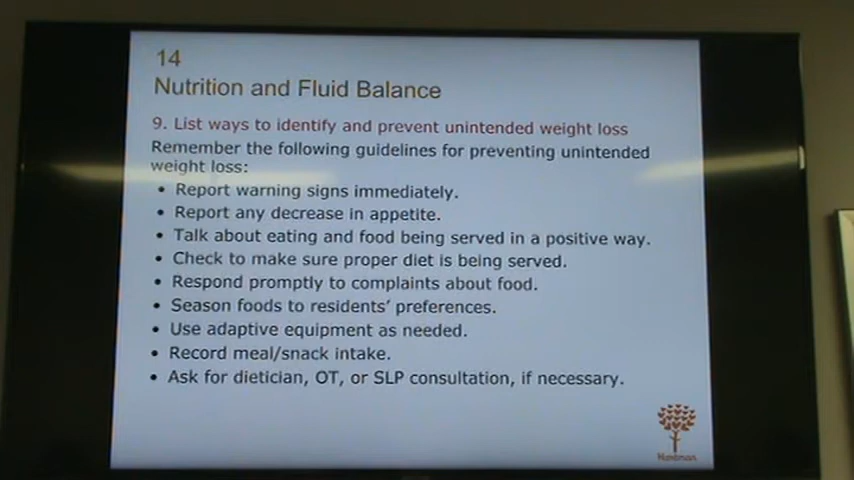 14
Nutrition and Fluid Balance
9. List ways to identify and prevent unintended weight loss
Remember the following guidelines for preventing unintended
weight loss:
• Report warning signs immediately.
• Report any decrease in appetite.
• Talk about eating and food being served in a positive way.
• Check to make sure proper diet is being served.
• Respond promptly to complaints about food.
• Season foods to residents' preferences.
• Use adaptive equipment as needed.
• Record meal/snack intake.
• Ask for dietician, OT, or SLP consultation, if necessary.
Hartman